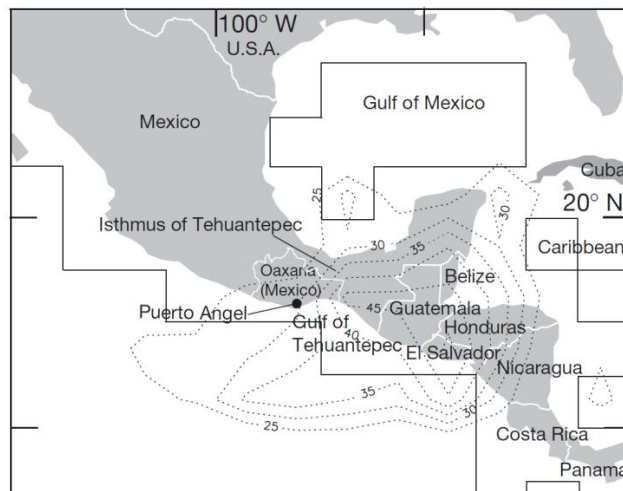 100° W
U.S.A.
Gulf of Mexico
Mexico
Cuba
25
30
20° N
Isthmus of Tehuantepec
30
35
Caribbean
Oaxaria
(Mexico)
Belize
Puerto Angel
45
Guatemala
Gulf of
Tehuantepec
40
Honduras
El Salvador
Nicaragua
35
30
25
Costa Rica
Panama